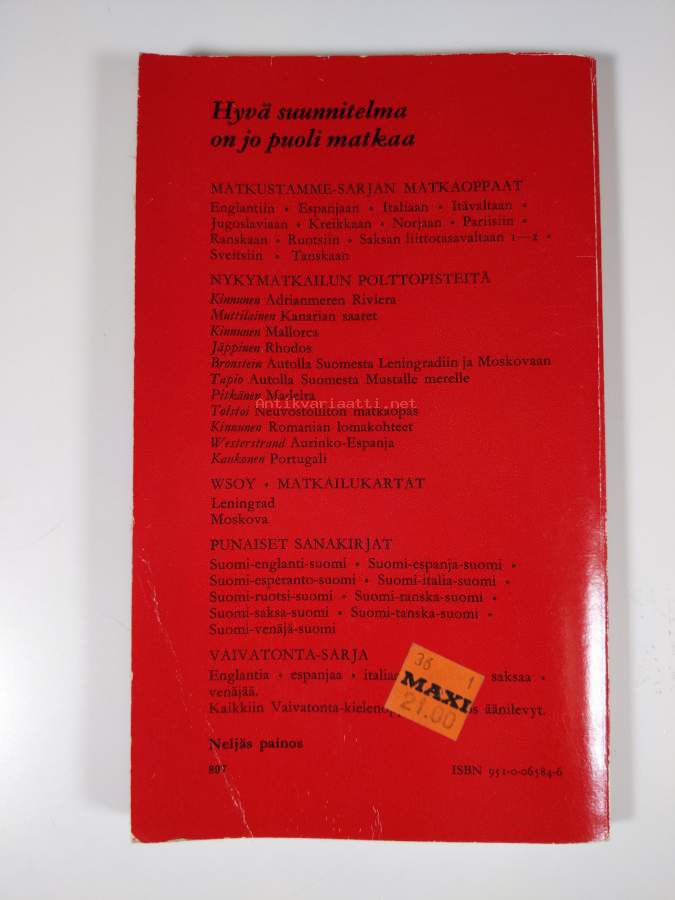 Hyvä suunnitelma
on jo puoli matkaa
MATKUSTAMME-SARJAN MATKAOPPAAT
Englantiin • Espanjaan • Italiaan • Itävaltaan •
Jugoslaviaan • Kreikkaan • Norjaan • Pariisiin •
Ranskaan • Ruotsiin • Saksan liittotasavaltaan 1—2 •
Sveitsiin • Tanskaan
NYKYMATKAILUN POLTTOPISTEITÄ
Kinnunen Adrianmeren Riviera
Muttilainen Kanarian saaret
Kinnunen Mallorca
Jäppinen Rhodos
Bronstein Autolla Suomesta Leningradiin ja Moskovaan
Tapio Autolla Suomesta Mustalle merelle
Pitkänen Madeira
Antikvariaatti.net
Tolstoi Neuvostoliiton matkaopas
Kinnunen Romanian lomakohteet
Westerstrand Aurinko-Espanja
Kaukonen Portugali
WSOY • MATKAILUKARTAT
Leningrad
Moskova
PUNAISET SANAKIRJAT
Suomi-englanti-suomi • Suomi-espanja-suomi •
Suomi-esperanto-suomi • Suomi-italia-suomi •
Suomi-ruotsi-suomi • Suomi-ranska-suomi •
Suomi-saksa-suomi • Suomi-tanska-suomi •
Suomi-venäjä-suomi
VAIVATONTA-SARJA
36 1
MAXI
21.00
Englantia • espanjaa • saksaa •
venäjää.
Kaikkiin äänilevyt.
Neljäs painos
897
ISBN 951-0-06584-6